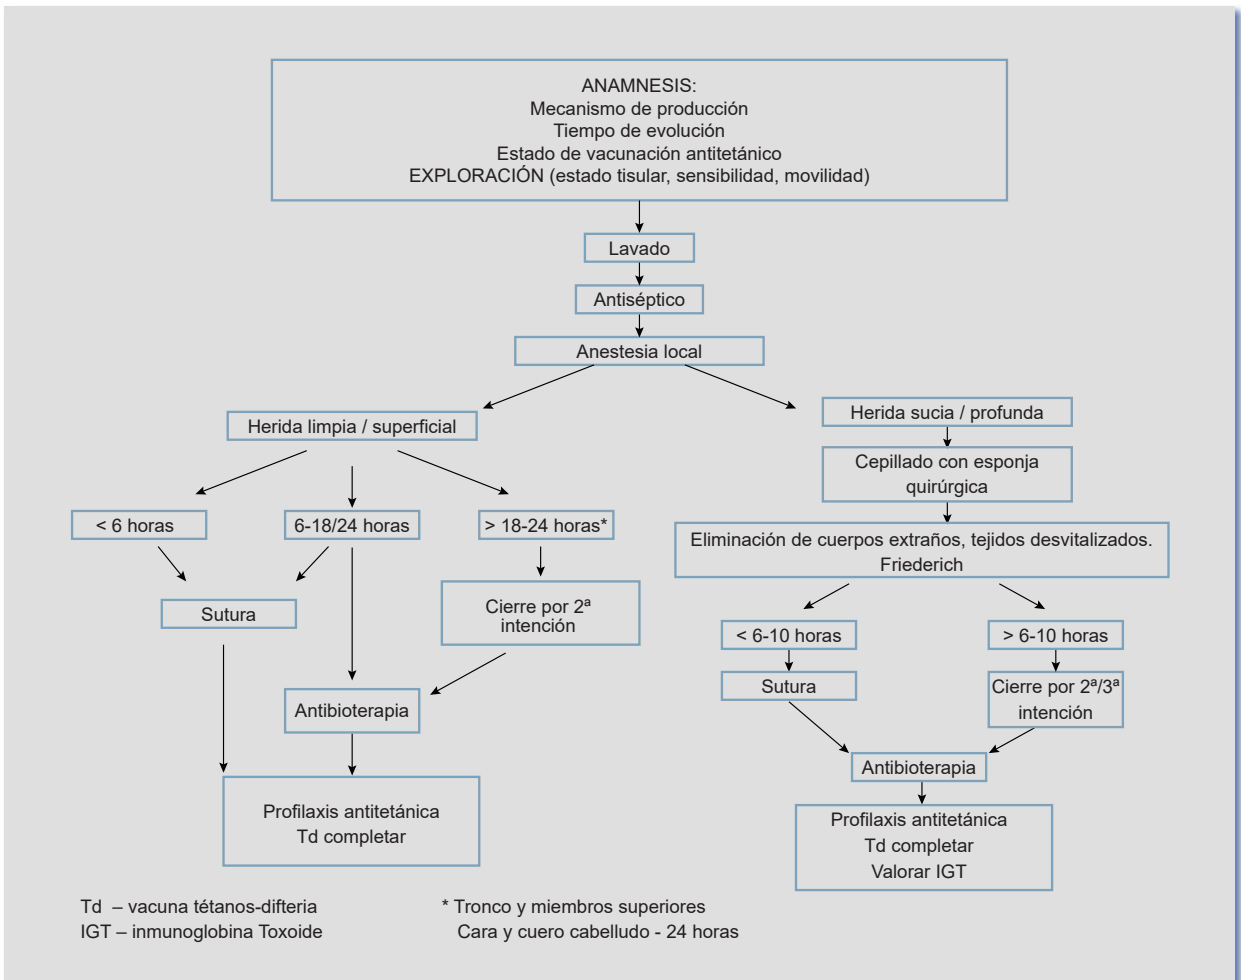 ANAMNESIS:
Mecanismo de producción
Tiempo de evolución
Estado de vacunación antitetánico
EXPLORACIÓN (estado tisular, sensibilidad, movilidad)
Lavado
Antiséptico
Anestesia local
Herida limpia / superficial
< 6 horas
6-18/24 horas
> 18-24 horas*
Sutura
Cierre por 2ª
intención
Antibioterapia
Profilaxis antitetánica
Td completar
Herida sucia / profunda
Cepillado con esponja
quirúrgica
Eliminación de cuerpos extraños, tejidos desvitalizados.
Friederich
< 6-10 horas
> 6-10 horas
Sutura
Cierre por 2ª/3ª
intención
Antibioterapia
Profilaxis antitetánica
Td completar
Valorar IGT
Td – vacuna tétanos-difteria
IGT – inmunoglobina Toxoide
* Tronco y miembros superiores
Cara y cuero cabelludo - 24 horas